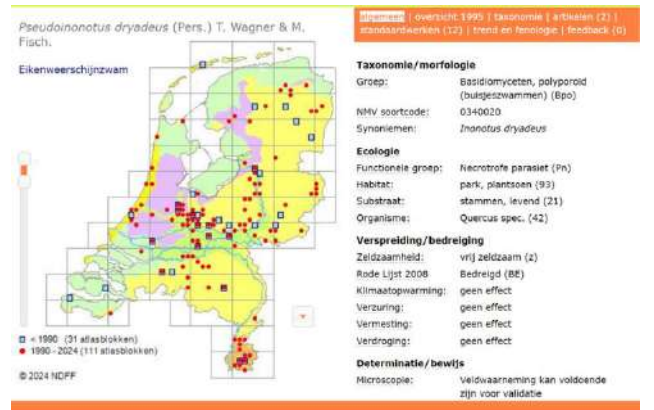 Pseudoinonotus dryadeus (Pers.) T. Wagner & M.
Fisch.
Eikenweerschijnzwam
< 1990 (31 atlasblokken)
1990 - 2024 (111 atlasblokken)
© 2024 NDFF
algemeen | overzicht 1995 | taxonomie | artikelen (2) |
standaardwerken (12) | trend en fenologie | feedback (0)
Taxonomie/morfologie
Groep: Basidiomyceten, polyporoid
(buisjeszwammen) (Bpo)
NMV soortcode: 0340020
Synoniemen: Inonotus dryadeus
Ecologie
Functionele groep: Necrotrofe parasiet (Pn)
Habitat: park, plantsoen (93)
Substraat: stammen, levend (21)
Organisme: Quercus spec. (42)
Verspreiding/bedreiging
Zeldzaamheid: vrij zeldzaam (z)
Rode Lijst 2008 Bedreigd (BE)
Klimaatopwarming: geen effect
Verzuring: geen effect
Vermesting: geen effect
Verdroging: geen effect
Determinatie/bewijs
Microscopie: Veldwaarneming kan voldoende
zijn voor validatie